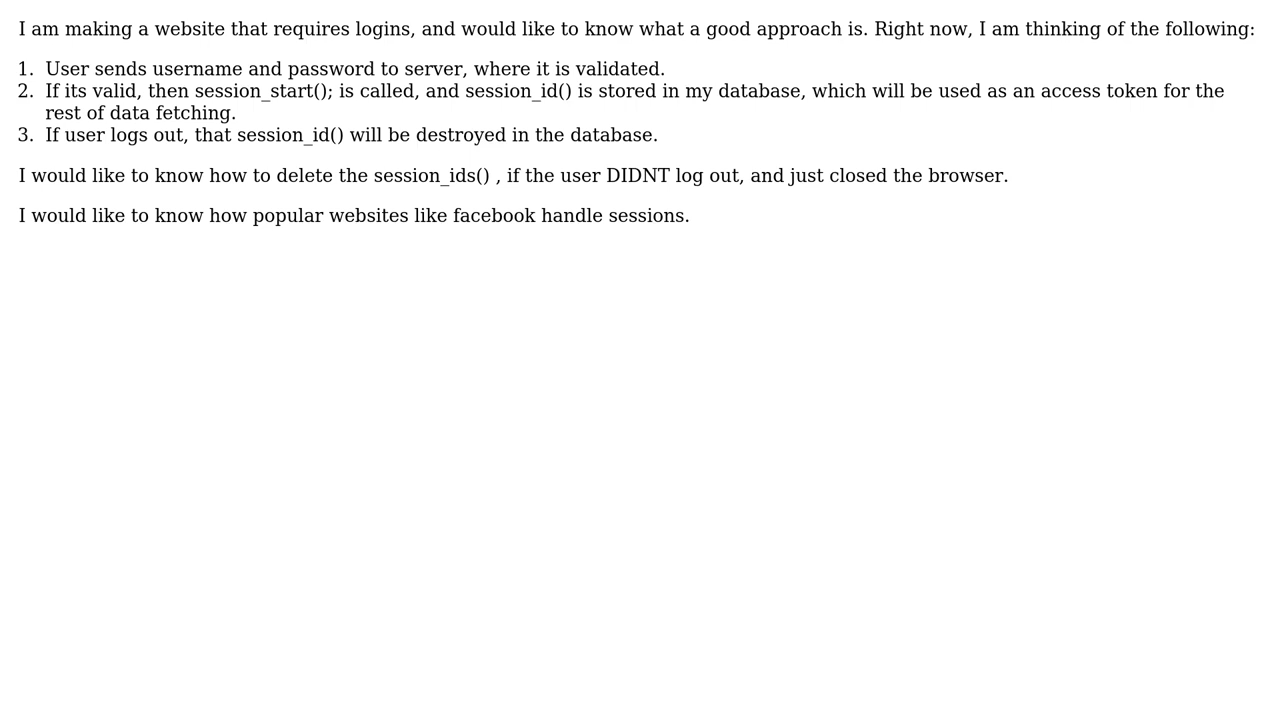 I am making a website that requires logins, and would like to know what a good approach is. Right now, I am thinking of the following:
1. User sends username and password to server, where it is validated.
2. If its valid, then session_start(); is called, and session_id() is stored in my database, which will be used as an access token for the
rest of data fetching.
3. If user logs out, that session_id() will be destroyed in the database.
I would like to know how to delete the session_ids() , if the user DIDNT log out, and just closed the browser.
I would like to know how popular websites like facebook handle sessions.